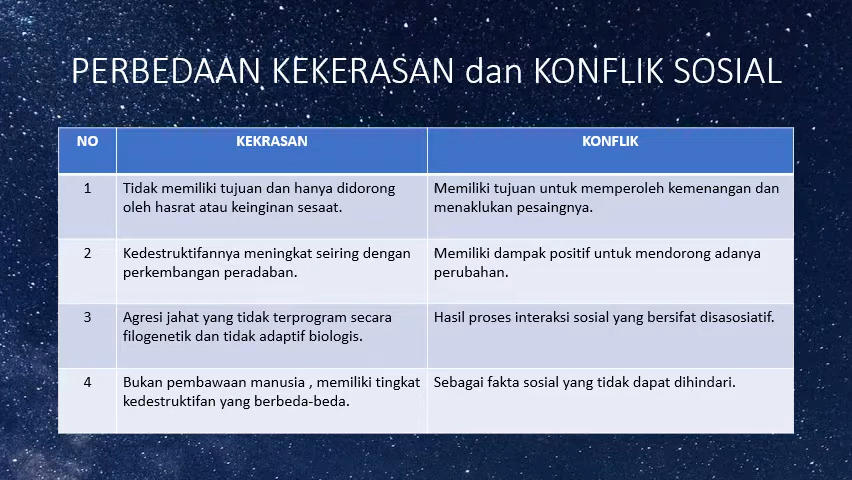 PERBEDAAN KEKERASAN dan KONFLIK SOSIAL
NO KEKRASAN KONFLIK
1 Tidak memiliki tujuan dan hanya didorong
oleh hasrat atau keinginan sesaat.
Memiliki tujuan untuk memperoleh kemenangan dan
menaklukan pesaingnya.
2 Kedestruktifannya meningkat seiring dengan
perkembangan peradaban.
Memiliki dampak positif untuk mendorong adanya
perubahan.
3 Agresi jahat yang tidak terprogram secara
filogenetik dan tidak adaptif biologis.
Hasil proses interaksi sosial yang bersifat disasosiatif.
4 Bukan pembawaan manusia , memiliki tingkat
kedestruktifan yang berbeda-beda.
Sebagai fakta sosial yang tidak dapat dihindari.